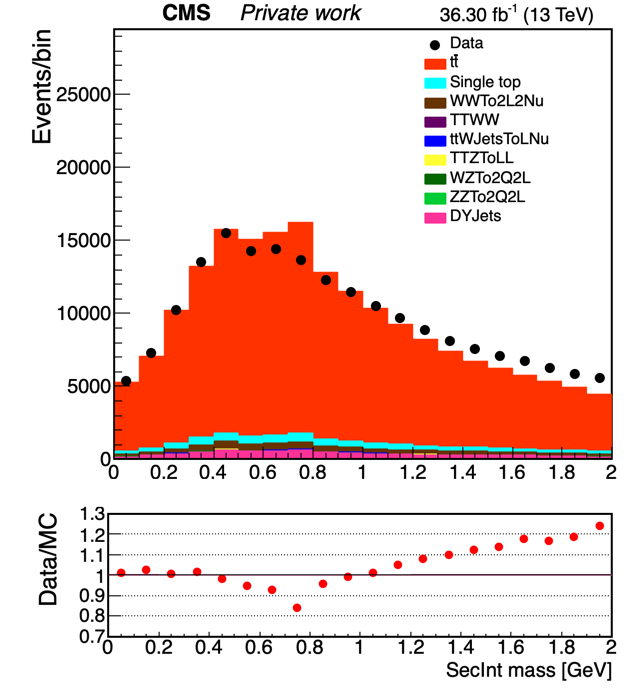 CMS Private work 36.30 fb⁻¹ (13 TeV)
Events/bin
25000
20000
15000
10000
5000
0
Data
tt̄
Single top
WWTo2L2Nu
TTWW
ttWJetsToLNu
TTZToLL
WZTo2Q2L
ZZTo2Q2L
DYJets
0 0.2 0.4 0.6 0.8 1 1.2 1.4 1.6 1.8 2
Data/MC
1.3
1.2
1.1
1
0.9
0.8
0.7
0 0.2 0.4 0.6 0.8 1 1.2 1.4 1.6 1.8 2
SecInt mass [GeV]